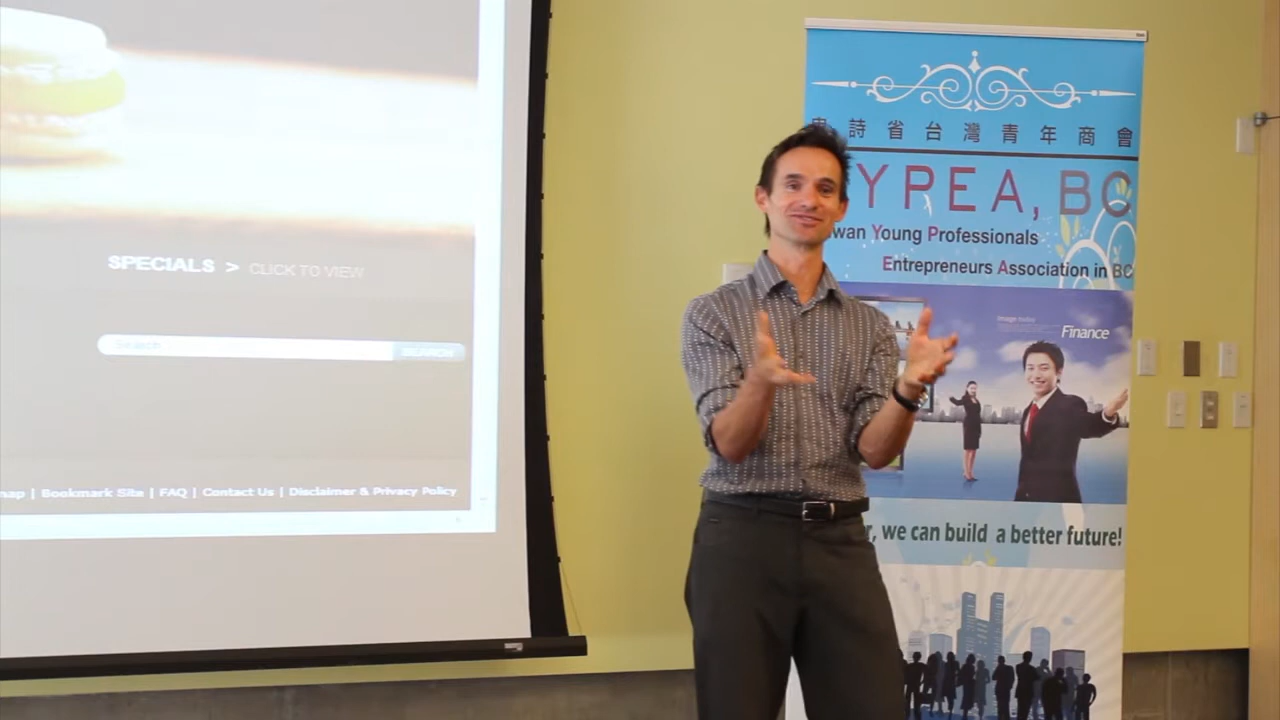 SPECIALS > CLICK TO VIEW
Search
SEARCH
| Bookmark Site | FAQ | Contact Us | Disclaimer & Privacy Policy
詩省台灣青年商會
YPEA, BC
Young Professionals
Entrepreneurs Association in BC
Finance
we can build a better future!